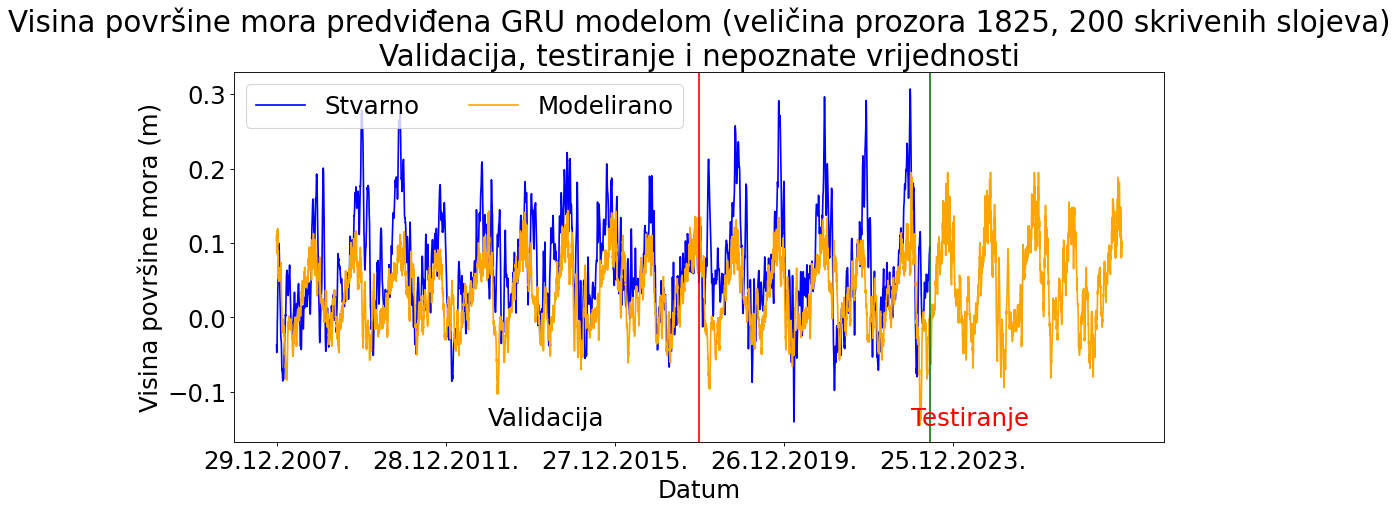 Visina površine mora predviđena GRU modelom (veličina prozora 1825, 200 skrivenih slojeva)
Validacija, testiranje i nepoznate vrijednosti
Stvarno
Modelirano
Visina površine mora (m)
0.3
0.2
0.1
0.0
−0.1
Validacija
Testiranje
29.12.2007.
28.12.2011.
27.12.2015.
26.12.2019.
25.12.2023.
Datum